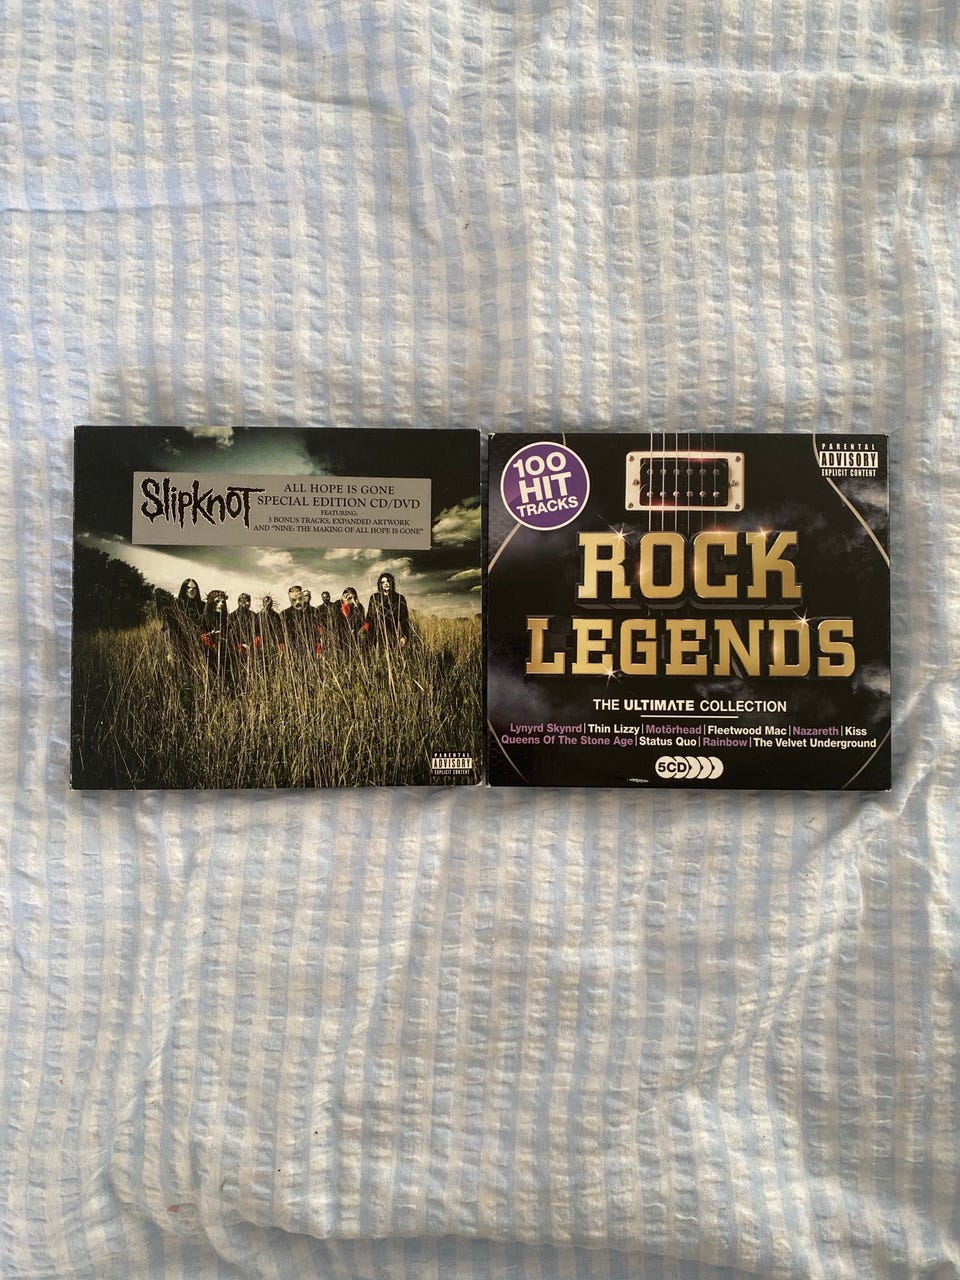 SlipKnoT
ALL HOPE IS GONE
SPECIAL EDITION CD/DVD
FEATURING:
3 BONUS TRACKS, EXPANDED ARTWORK
AND "NINE: THE MAKING OF ALL HOPE IS GONE"
PARENTAL
ADVISORY
EXPLICIT CONTENT
100
HIT
TRACKS
PARENTAL
ADVISORY
EXPLICIT CONTENT
ROCK
LEGENDS
THE ULTIMATE COLLECTION
Lynyrd Skynrd|Thin Lizzy|Motörhead|Fleetwood Mac|Nazareth|Kiss
Queens Of The Stone Age|Status Quo|Rainbow|The Velvet Underground
5CD